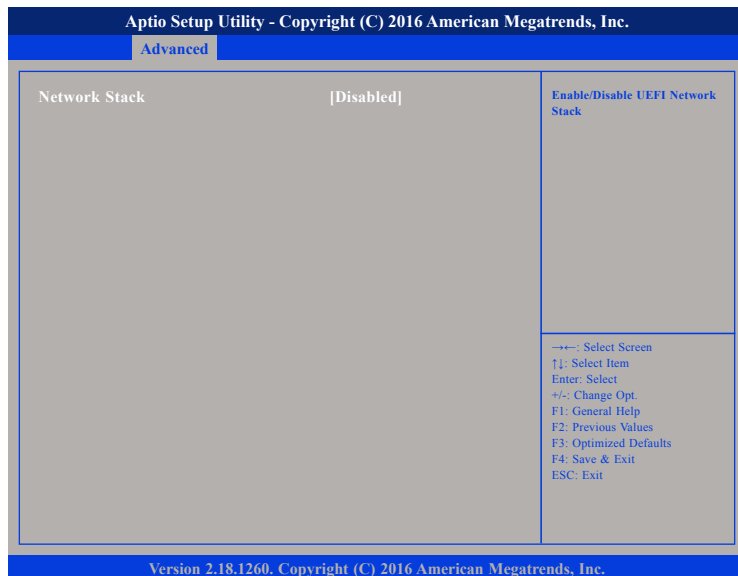 Aptio Setup Utility - Copyright (C) 2016 American Megatrends, Inc.
Advanced
Network Stack [Disabled]
Enable/Disable UEFI Network
Stack
→←: Select Screen
↑↓: Select Item
Enter: Select
+/-: Change Opt.
F1: General Help
F2: Previous Values
F3: Optimized Defaults
F4: Save & Exit
ESC: Exit
Version 2.18.1260. Copyright (C) 2016 American Megatrends, Inc.